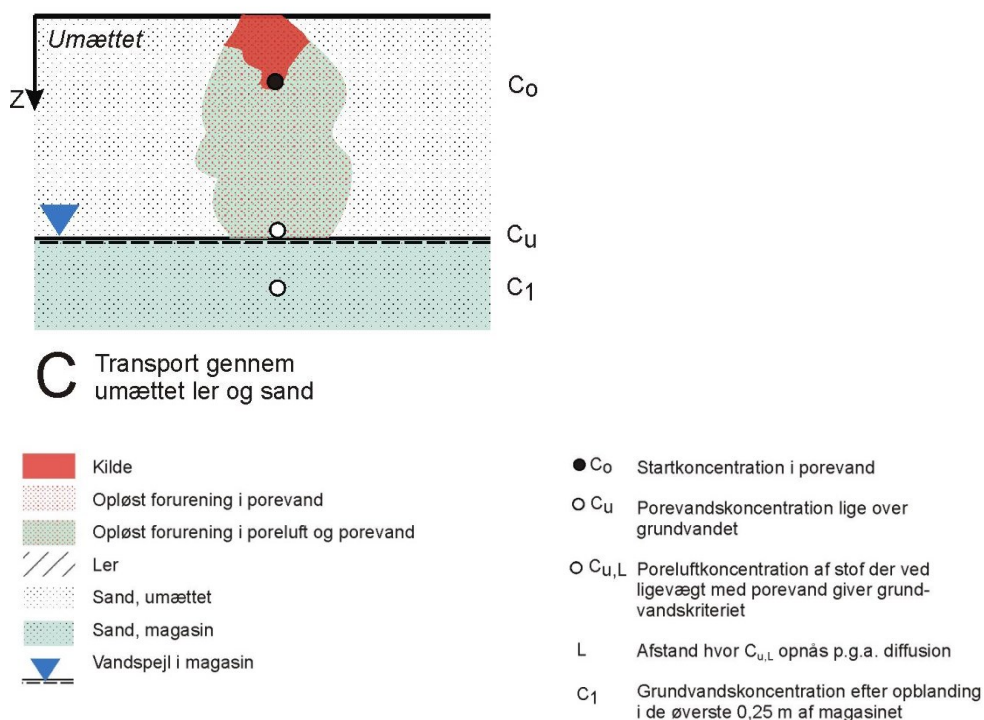 Umættet
Z
Co
Cu
C1
C Transport gennem
umættet ler og sand
Kilde
Opløst forurening i porevand
Opløst forurening i poreluft og porevand
Ler
Sand, umættet
Sand, magasin
Vandspejl i magasin
Co Startkoncentration i porevand
Cu Porevandskoncentration lige over
grundvandet
Cu,L Poreluftkoncentration af stof der ved
ligevægt med porevand giver grund-
vandskriteriet
L Afstand hvor Cu,L opnås p.g.a. diffusion
C1 Grundvandskoncentration efter opblanding
i de øverste 0,25 m af magasinet